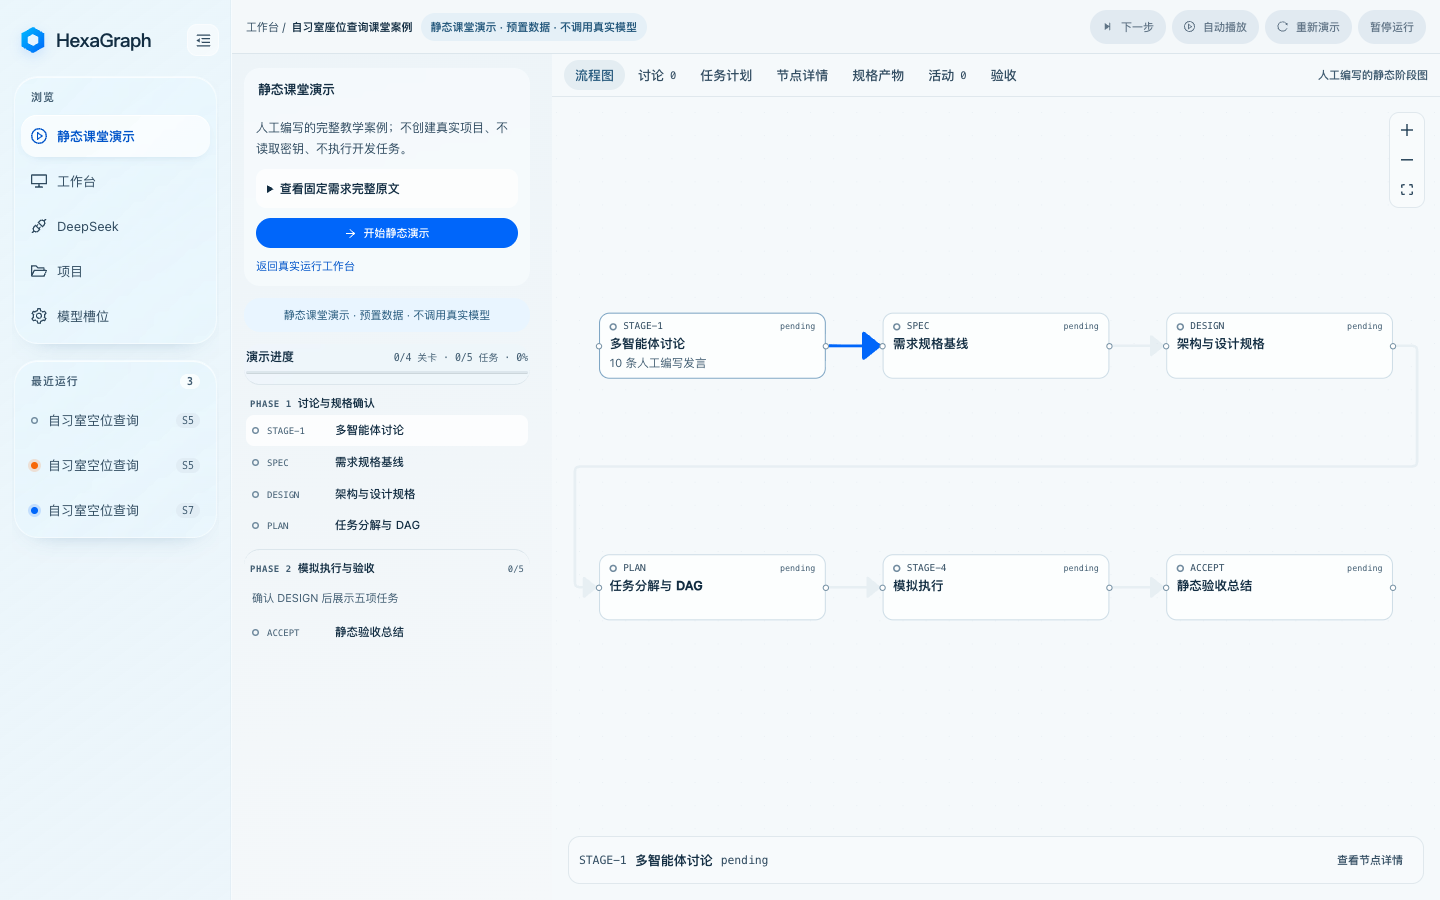 HexaGraph
浏览
静态课堂演示
工作台
DeepSeek
项目
模型槽位
最近运行 3
自习室空位查询 S5
自习室空位查询 S5
自习室空位查询 S7
工作台 / 自习室座位查询课堂案例 静态课堂演示 · 预置数据 · 不调用真实模型
下一步 自动播放 重新演示 暂停运行
静态课堂演示
人工编写的完整教学案例；不创建真实项目、不
读取密钥、不执行开发任务。
查看固定需求完整原文
开始静态演示
返回真实运行工作台
静态课堂演示 · 预置数据 · 不调用真实模型
演示进度 0/4 关卡 · 0/5 任务 · 0%
PHASE 1 讨论与规格确认
STAGE-1 多智能体讨论
SPEC 需求规格基线
DESIGN 架构与设计规格
PLAN 任务分解与 DAG
PHASE 2 模拟执行与验收 0/5
确认 DESIGN 后展示五项任务
ACCEPT 静态验收总结
流程图 讨论 0 任务计划 节点详情 规格产物 活动 0 验收 人工编写的静态阶段图
STAGE-1 pending
多智能体讨论
10 条人工编写发言
SPEC pending
需求规格基线
DESIGN pending
架构与设计规格
PLAN pending
任务分解与 DAG
STAGE-4 pending
模拟执行
ACCEPT pending
静态验收总结
STAGE-1 多智能体讨论 pending 查看节点详情